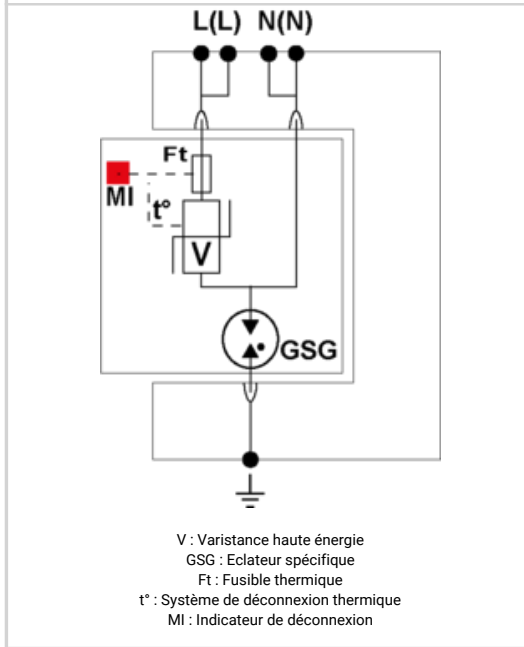 L(L) N(N)
Ft
MI
t°
V
GSG
V : Varistance haute énergie
GSG : Eclateur spécifique
Ft : Fusible thermique
t° : Système de déconnexion thermique
MI : Indicateur de déconnexion